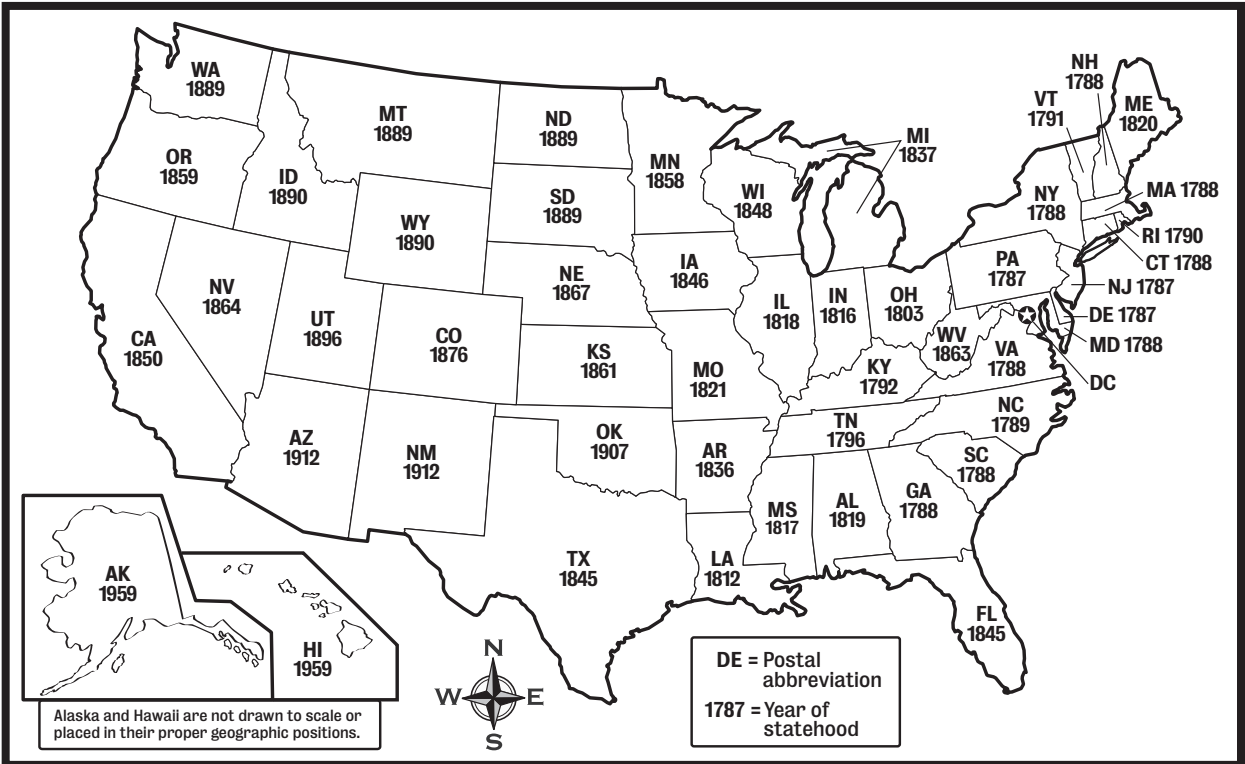 WA
1889
MT
1889
ND
1889
MN
1858
OR
1859
ID
1890
WY
1890
SD
1889
WI
1848
MI
1837
VT
1791
NH
1788
ME
1820
NY
1788
MA 1788
RI 1790
CT 1788
NJ 1787
DE 1787
MD 1788
DC
PA
1787
NV
1864
UT
1896
CO
1876
NE
1867
IA
1846
IL
1818
IN
1816
OH
1803
WV
1863
VA
1788
CA
1850
KS
1861
MO
1821
KY
1792
NC
1789
TN
1796
SC
1788
AZ
1912
NM
1912
OK
1907
AR
1836
MS
1817
AL
1819
GA
1788
TX
1845
LA
1812
FL
1845
AK
1959
HI
1959
Alaska and Hawaii are not drawn to scale or
placed in their proper geographic positions.
N
W
E
S
DE = Postal
abbreviation
1787 = Year of
statehood